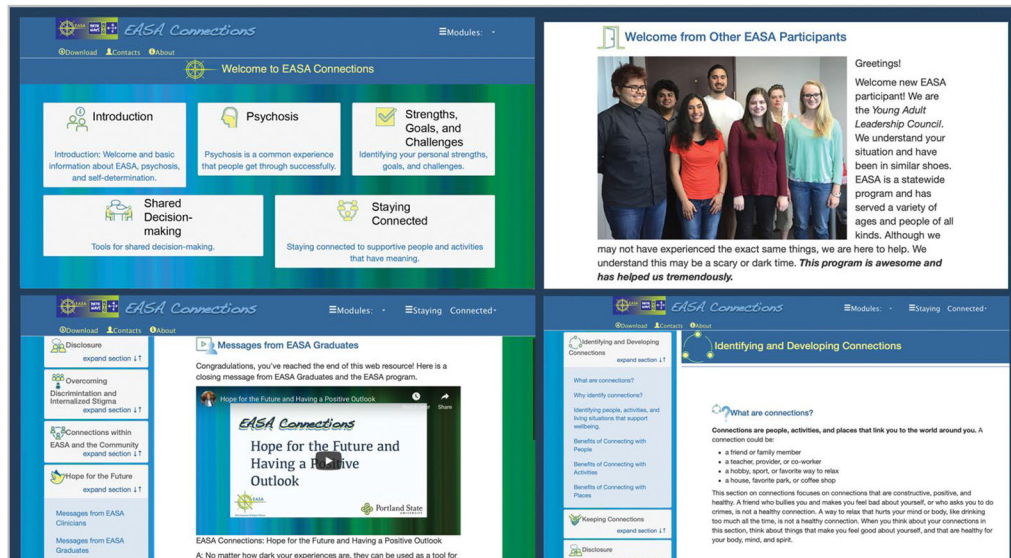 EASA Connections
≡Modules: -
Download Contacts About
Welcome to EASA Connections
Introduction
Introduction: Welcome and basic
information about EASA, psychosis,
and self-determination.
Psychosis
Psychosis is a common experience
that people get through successfully.
Strengths,
Goals, and
Challenges
Identifying your personal strengths,
goals, and challenges.
Shared
Decision-
making
Tools for shared decision-making.
Staying
Connected
Staying connected to supportive people and activities
that have meaning.
Welcome from Other EASA Participants
Greetings!
Welcome new EASA
participant! We are
the Young Adult
Leadership Council.
We understand your
situation and have
been in similar shoes.
EASA is a statewide
program and has
served a variety of
ages and people of all
kinds. Although we
may not have experienced the exact same things, we are here to help. We
understand this may be a scary or dark time. This program is awesome and
has helped us tremendously.
EASA Connections
≡Modules: - ≡Staying Connected-
Download Contacts About
Disclosure
expand section ↓↑
Overcoming
Discrimintation and
Internalized Stigma
expand section ↓↑
Connections within
EASA and the Community
expand section ↓↑
Hope for the Future
expand section ↓↑
Messages from EASA
Clinicians
Messages from EASA
Graduates
Messages from EASA Graduates
Congratulations, you've reached the end of this web resource! Here is a
closing message from EASA Graduates and the EASA program.
Hope for the Future and Having a Positive Outlook
Share
EASA Connections
Hope for the Future and
Having a Positive
Outlook
EASA
Portland State
UNIVERSITY
EASA Connections: Hope for the Future and Having a Positive Outlook
A: No matter how dark your experiences are, they can be used as a tool for
EASA Connections
≡Modules: - ≡Staying Connected-
Download Contacts About
Identifying and Developing
Connections
expand section ↓↑
What are connections?
Why identify connections?
Identifying people, activities, and
living situations that support
wellbeing.
Benefits of Connecting with
People
Benefits of Connecting with
Activities
Benefits of Connecting with
Places
Keeping Connections
expand section ↓↑
Disclosure
Identifying and Developing Connections
What are connections?
Connections are people, activities, and places that link you to the world around you. A
connection could be:
• a friend or family member
• a teacher, provider, or co-worker
• a hobby, sport, or favorite way to relax
• a house, favorite park, or coffee shop
This section on connections focuses on connections that are constructive, positive, and
healthy. A friend who bullies you and makes you feel bad about yourself, or who asks you to do
crimes, is not a healthy connection. A way to relax that hurts your mind or body, like drinking
too much all the time, is not a healthy connection. When you think about your connections in
this section, think about things that make you feel good about yourself, and that are healthy for
your body, mind, and spirit.